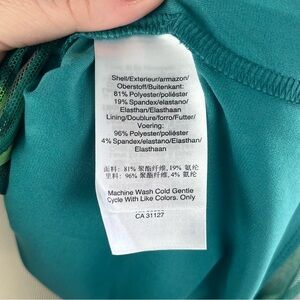 Shell/Exterieur/armazon/
Oberstoff/Buitenkant:
81% Polyester/poliéster
19% Spandex/elastano/
Elasthan/Elasthaan
Lining/Doublure/forro/Futter/
Voering:
96% Polyester/poliéster
4% Spandex/elastano/Elasthan/
Elasthaan
面料: 81% 聚酯纤维, 19% 氨纶
里料: 96% 聚酯纤维, 4% 氨纶
Machine Wash Cold Gentle
Cycle With Like Colors. Only
CA 31127